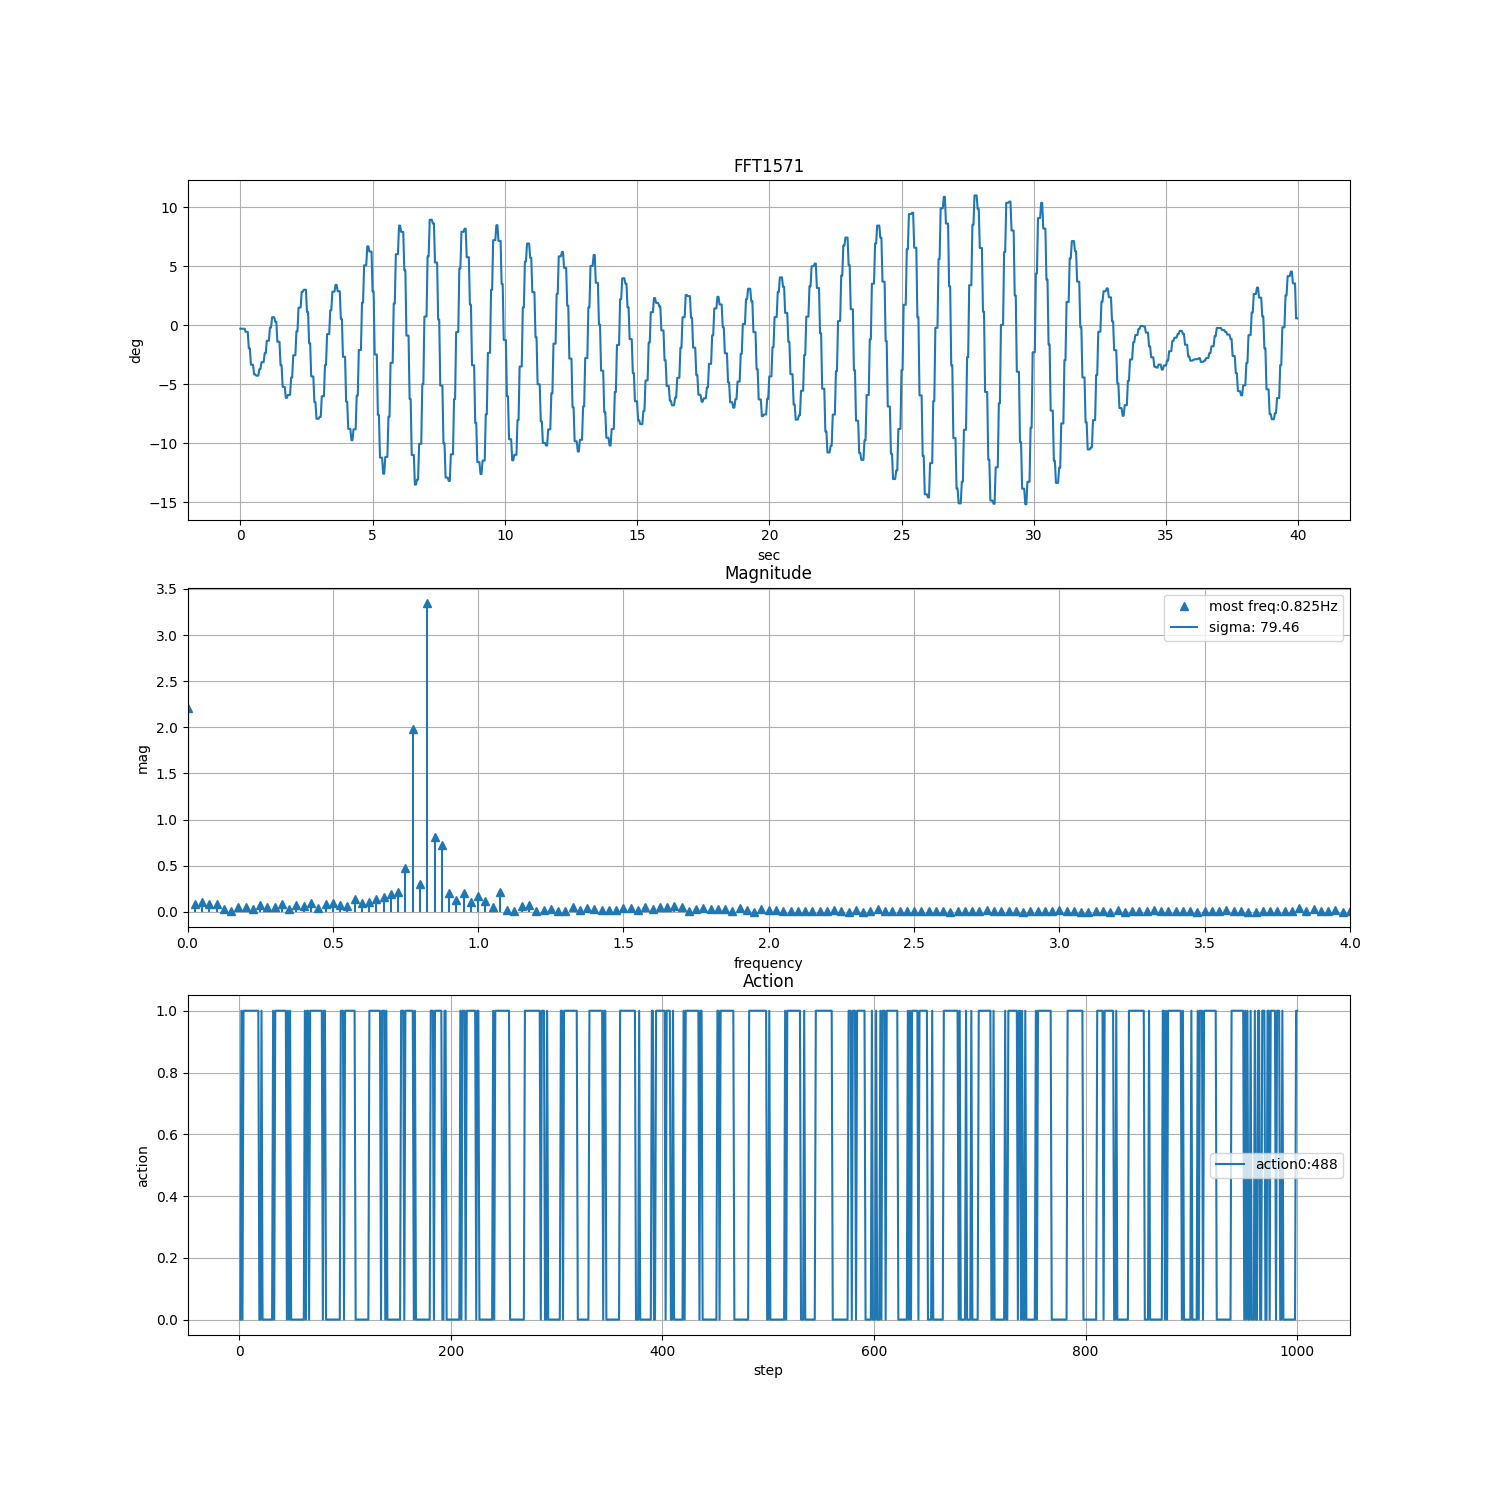 FFT1571
10
5
0
−5
−10
−15
deg
0 5 10 15 20 25 30 35 40
sec
Magnitude
3.5
3.0
2.5
2.0
1.5
1.0
0.5
0.0
mag
most freq:0.825Hz
sigma: 79.46
0.0 0.5 1.0 1.5 2.0 2.5 3.0 3.5 4.0
frequency
Action
1.0
0.8
0.6
0.4
0.2
0.0
action
action0:488
0 200 400 600 800 1000
step